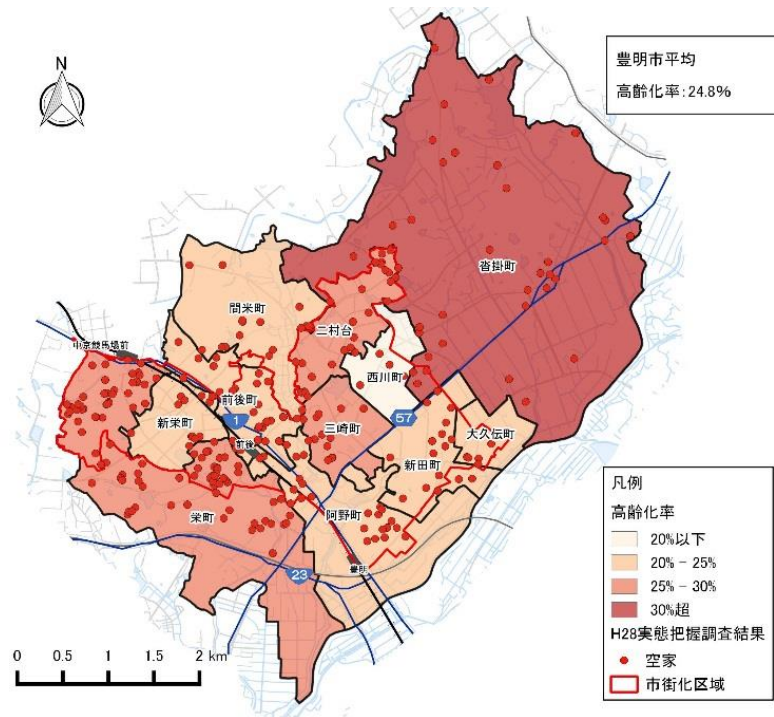 N
豊明市平均
高齢化率：24.8%
沓掛町
間米町
二村台
中京競馬場前
西川町
前後町
新栄町
1
57
三崎町
大久伝町
前後
新田町
栄町
阿野町
豊明
23
凡例
高齢化率
20%以下
20% - 25%
25% - 30%
30%超
H28実態把握調査結果
空家
市街化区域
0 0.5 1 1.5 2 km